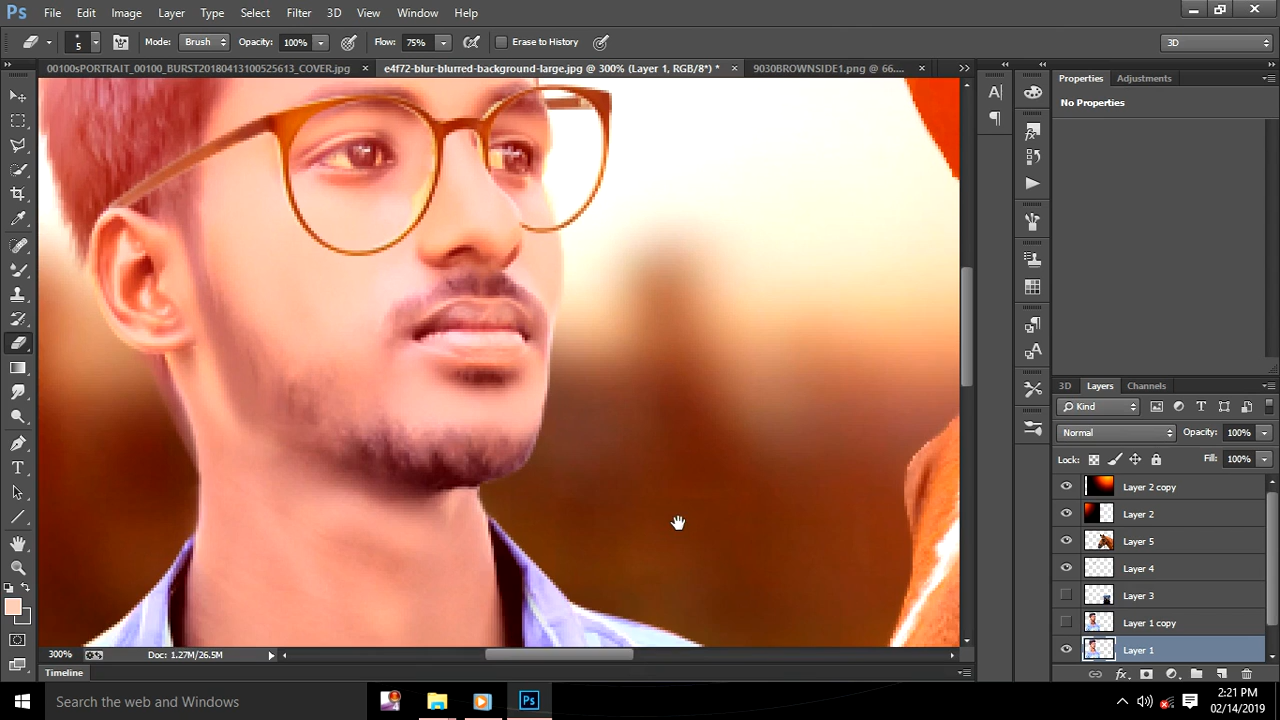 Ps File Edit Image Layer Type Select Filter 3D View Window Help
5 Mode: Brush Opacity: 100% Flow: 75% Erase to History 3D
00100sPORTRAIT_00100_BURST20180413100525613_COVER.jpg × e4f72-blur-blurred-background-large.jpg @ 300% (Layer 1, RGB/8*) * × 9030BROWNSIDE1.png @ 66.... ×
Properties Adjustments
No Properties
3D Layers Channels
Kind
Normal Opacity: 100%
Lock: Fill: 100%
Layer 2 copy
Layer 2
Layer 5
Layer 4
Layer 3
Layer 1 copy
Layer 1
300% Doc: 1.27M/26.5M
Timeline
Search the web and Windows Ps 2:21 PM
02/14/2019